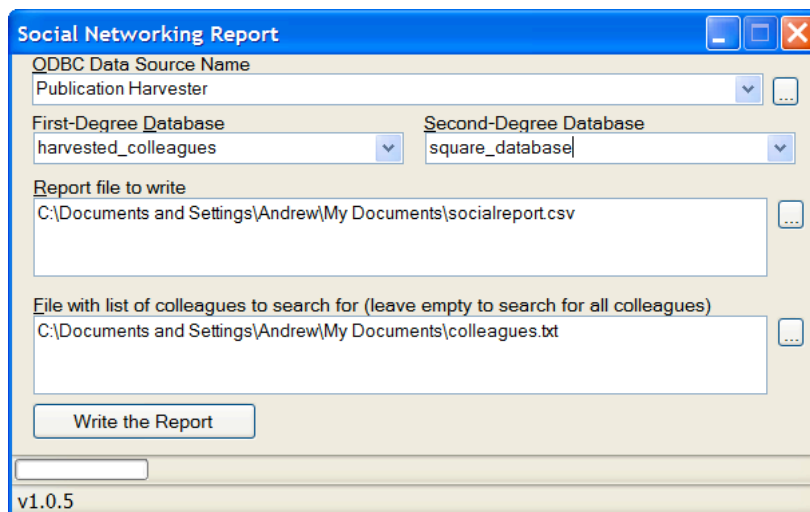 Social Networking Report
ODBC Data Source Name
Publication Harvester
...
First-Degree Database
Second-Degree Database
harvested_colleagues
square_database
Report file to write
C:\Documents and Settings\Andrew\My Documents\socialreport.csv
...
File with list of colleagues to search for (leave empty to search for all colleagues)
C:\Documents and Settings\Andrew\My Documents\colleagues.txt
...
Write the Report
v1.0.5